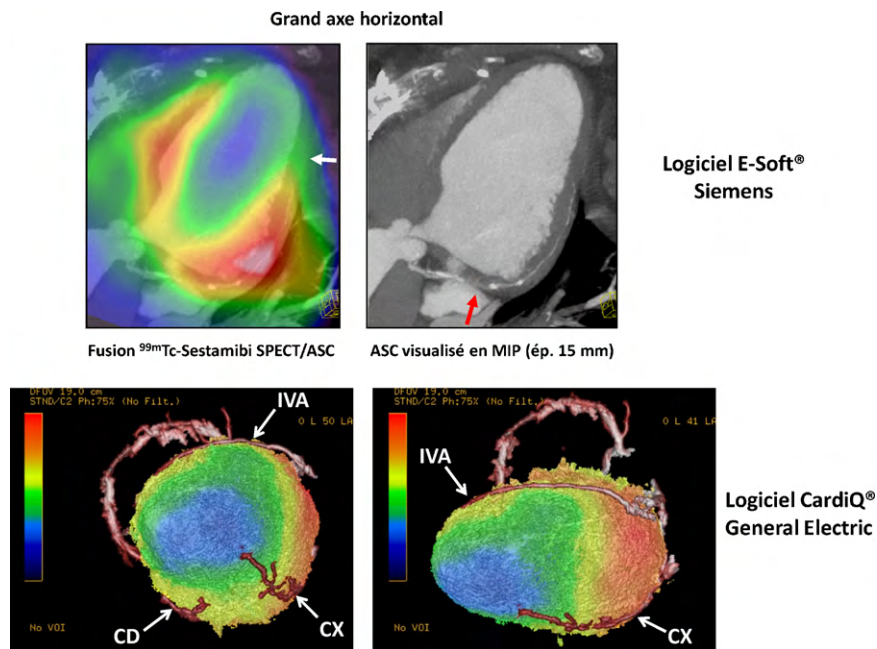 Grand axe horizontal
Logiciel E-Soft®
Siemens
Fusion ⁹⁹ᵐTc-Sestamibi SPECT/ASC
ASC visualisé en MIP (ép. 15 mm)
DFOV 19.0 cm
STND/C2 Ph:75% (No Filt.)
IVA
O L 50 LA
CD
CX
No VOI
DFOV 19.0 cm
STND/C2 Ph:75% (No Filt.)
O L 41 LA
IVA
CX
No VOI
Logiciel CardiQ®
General Electric